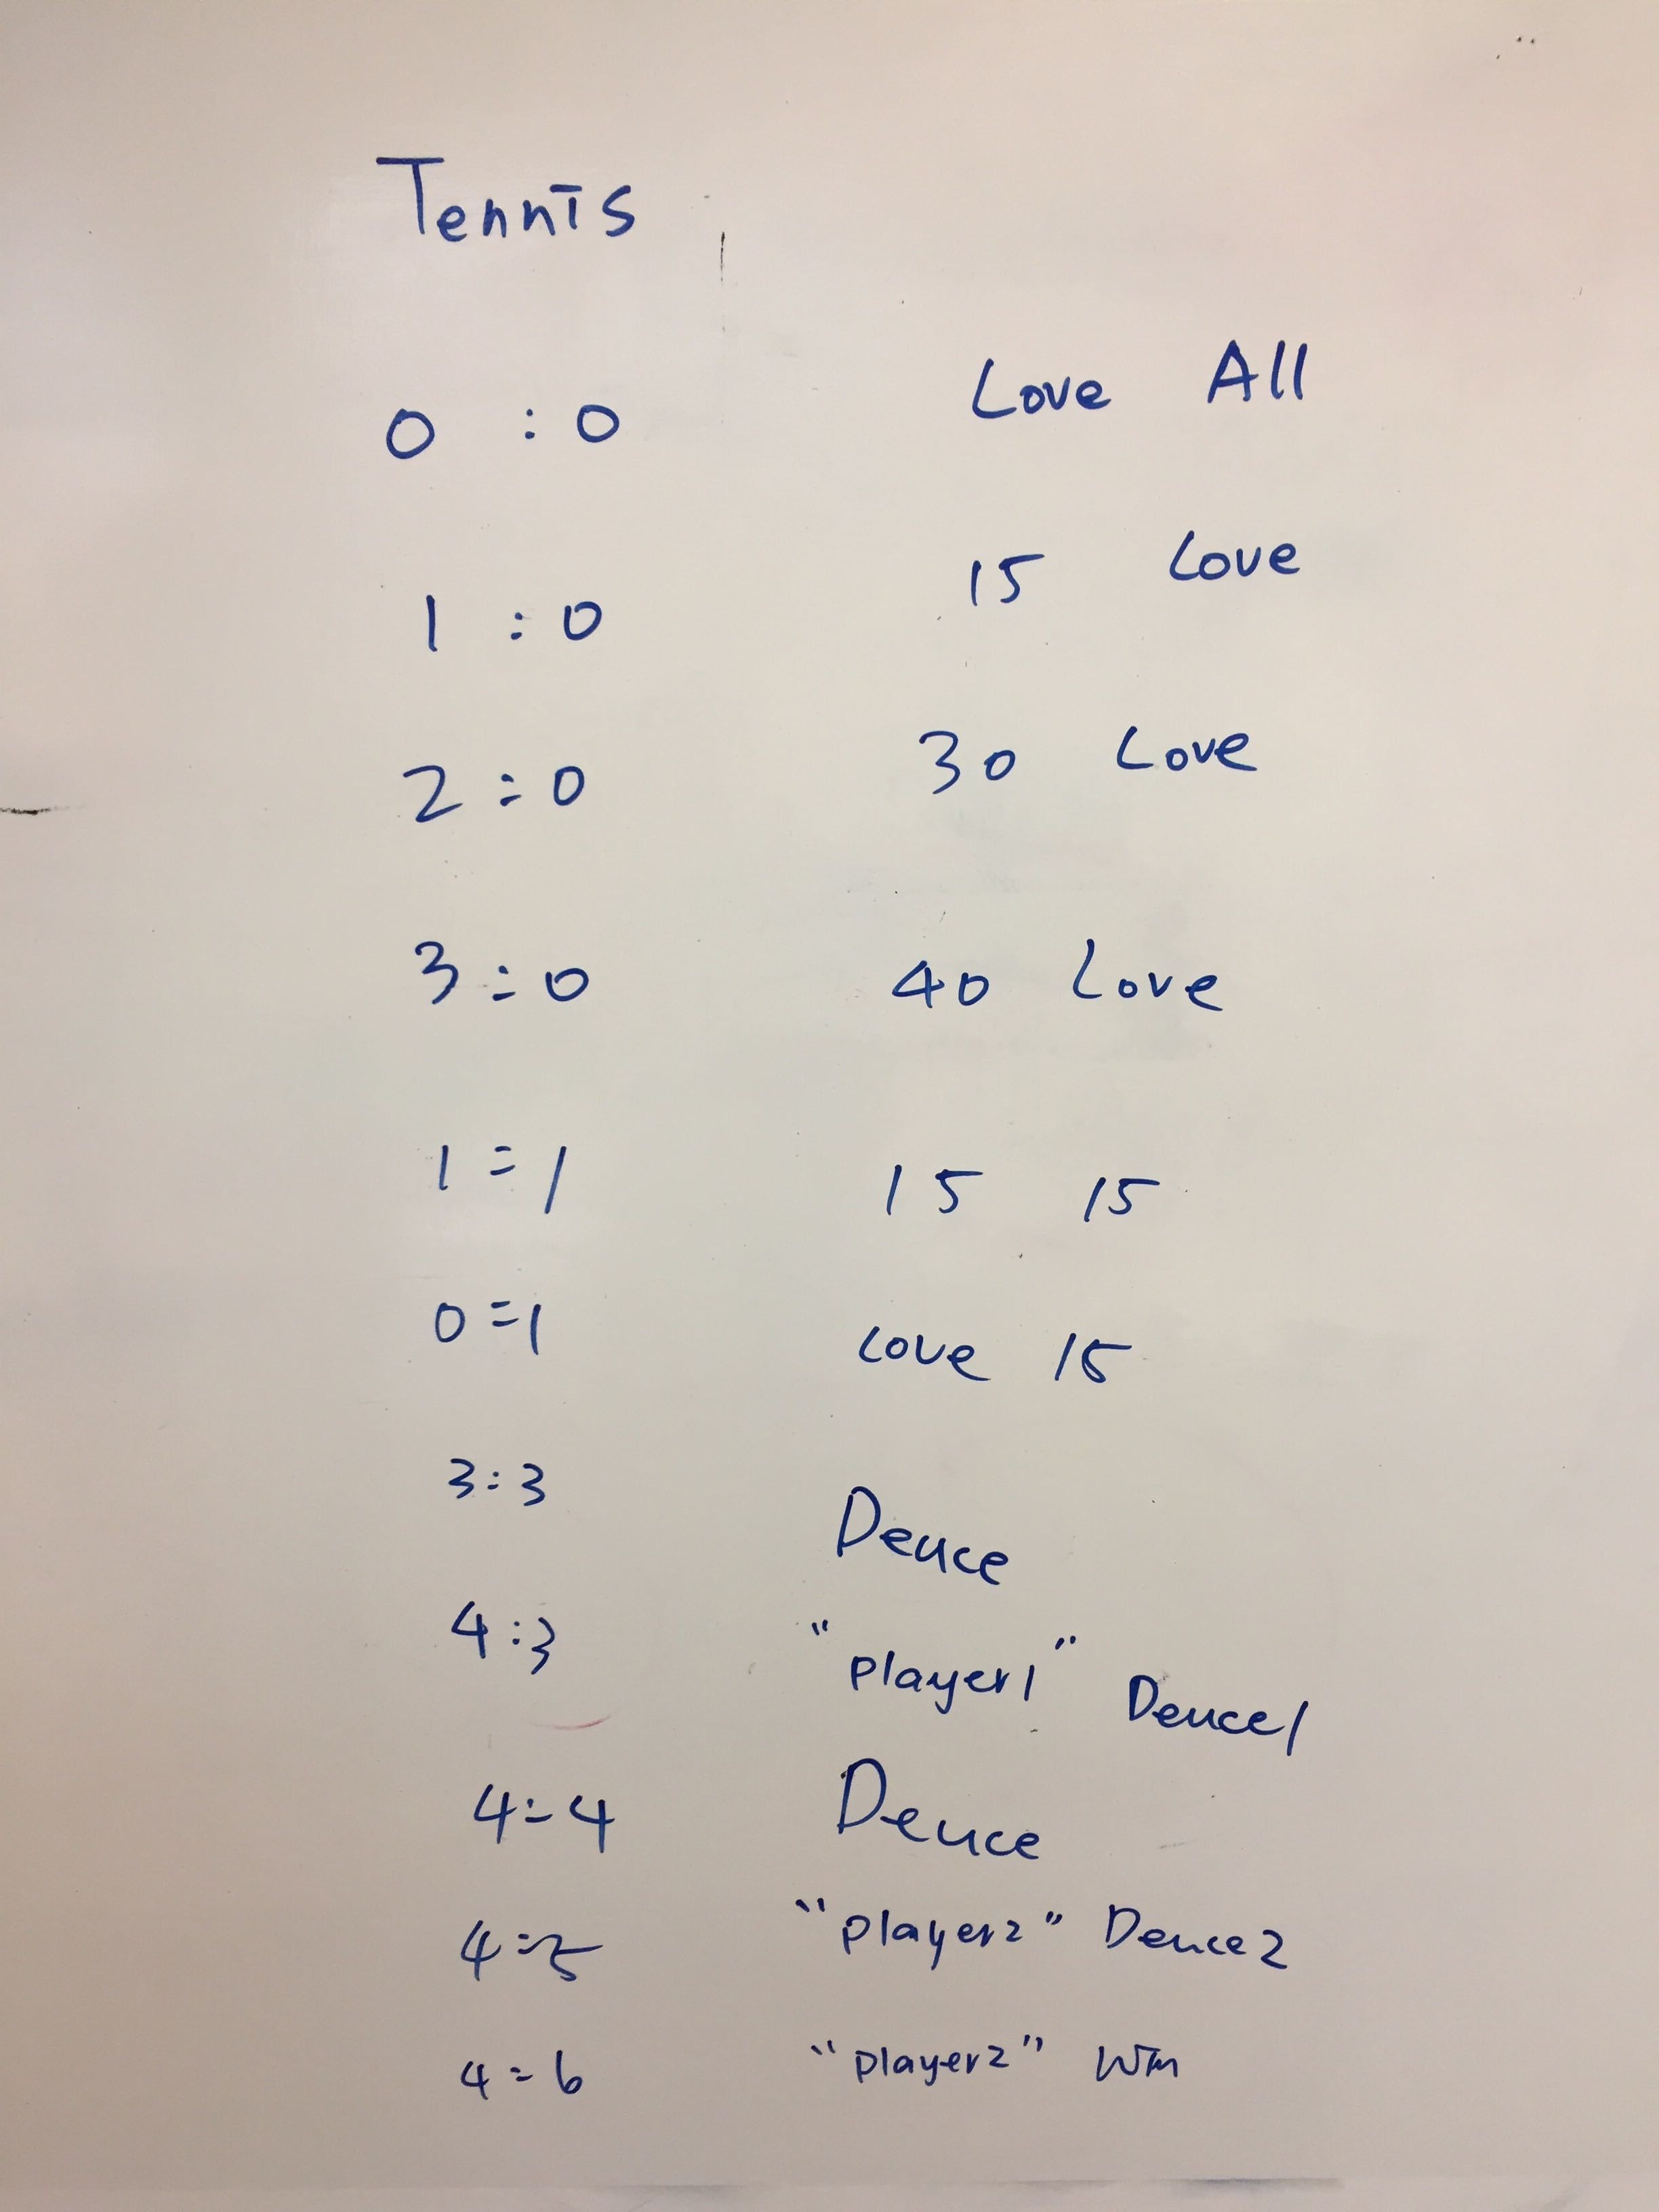 Tennis
0 : 0 Love All
1 : 0 15 Love
2 : 0 30 Love
3 : 0 40 Love
1 : 1 15 15
0 : 1 Love 15
3 : 3 Deuce
4 : 3 "player1" Deuce1
4 : 4 Deuce
4 : 5 "player2" Deuce2
4 : 6 "player2" Win